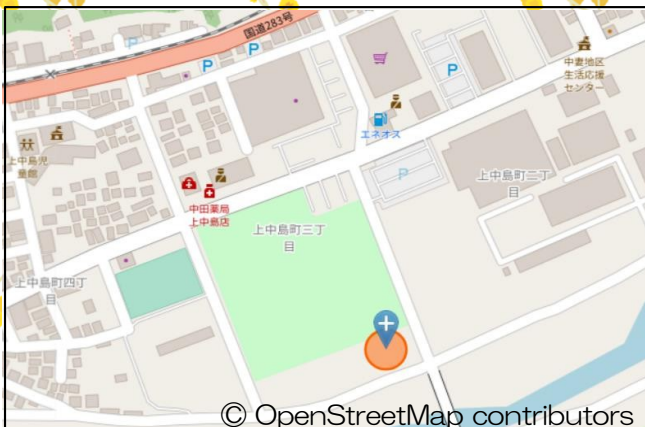 国道283号
P
P
P
P
中妻地区
生活応援
センター
エネオス
P
上中島児
童館
中田薬局
上中島店
上中島町二丁
目
上中島町三丁
目
上中島町四丁
目
© OpenStreetMap contributors